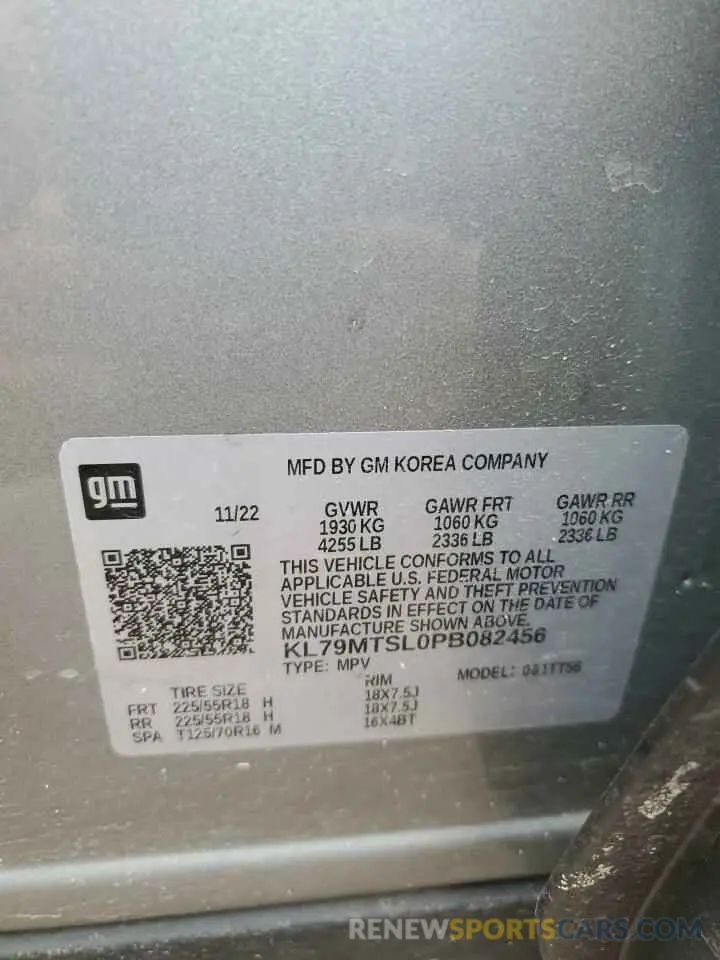 gm
MFD BY GM KOREA COMPANY
11/22
GVWR GAWR FRT GAWR RR
1930 KG 1060 KG 1060 KG
4255 LB 2336 LB 2336 LB
THIS VEHICLE CONFORMS TO ALL
APPLICABLE U.S. FEDERAL MOTOR
VEHICLE SAFETY AND THEFT PREVENTION
STANDARDS IN EFFECT ON THE DATE OF
MANUFACTURE SHOWN ABOVE.
KL79MTSL0PB082456
TYPE: MPV MODEL:
TIRE SIZE RIM
FRT 225/55R18 H 18X7.5J
RR 225/55R18 H 18X7.5J
SPA T125/70R16 M 16X4BT
RENEWSPORTSCARS.COM